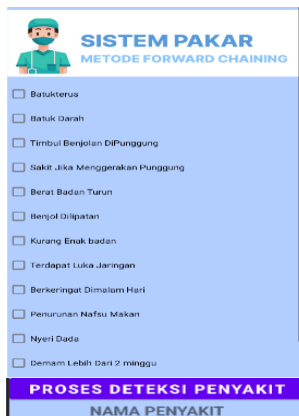 SISTEM PAKAR
METODE FORWARD CHAINING
Batukterus
Batuk Darah
Timbul Benjolan DiPunggung
Sakit Jika Menggerakan Punggung
Berat Badan Turun
Benjol Dilipatan
Kurang Enak badan
Terdapat Luka Jaringan
Berkeringat Dimalam Hari
Penurunan Nafsu Makan
Nyeri Dada
Demam Lebih Dari 2 minggu
PROSES DETEKSI PENYAKIT
NAMA PENYAKIT